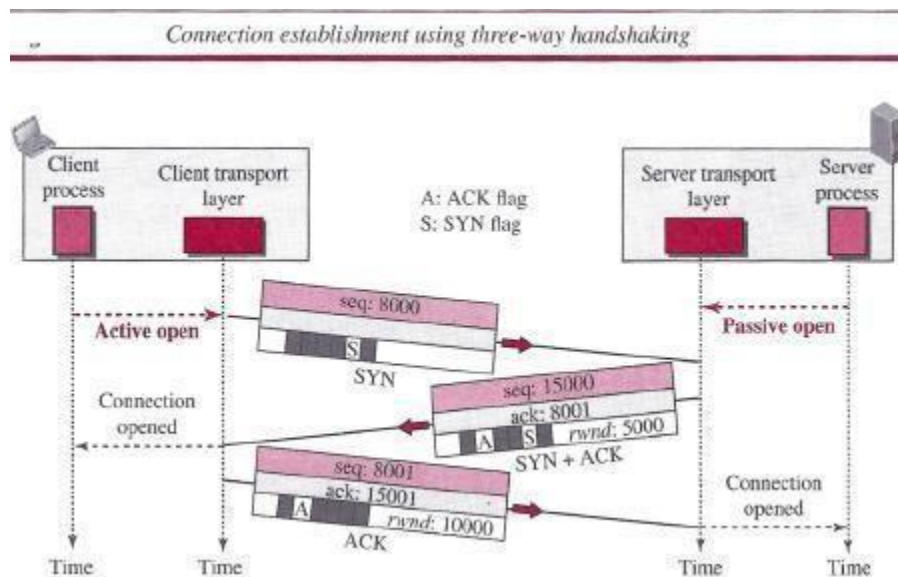 Connection establishment using three-way handshaking
Client
process
Client transport
layer
A: ACK flag
S: SYN flag
Server transport
layer
Server
process
seq: 8000
S
SYN
Active open
Passive open
seq: 15000
ack: 8001
A S rwnd: 5000
SYN + ACK
Connection
opened
seq: 8001
ack: 15001
A rwnd: 10000
ACK
Connection
opened
Time
Time
Time
Time